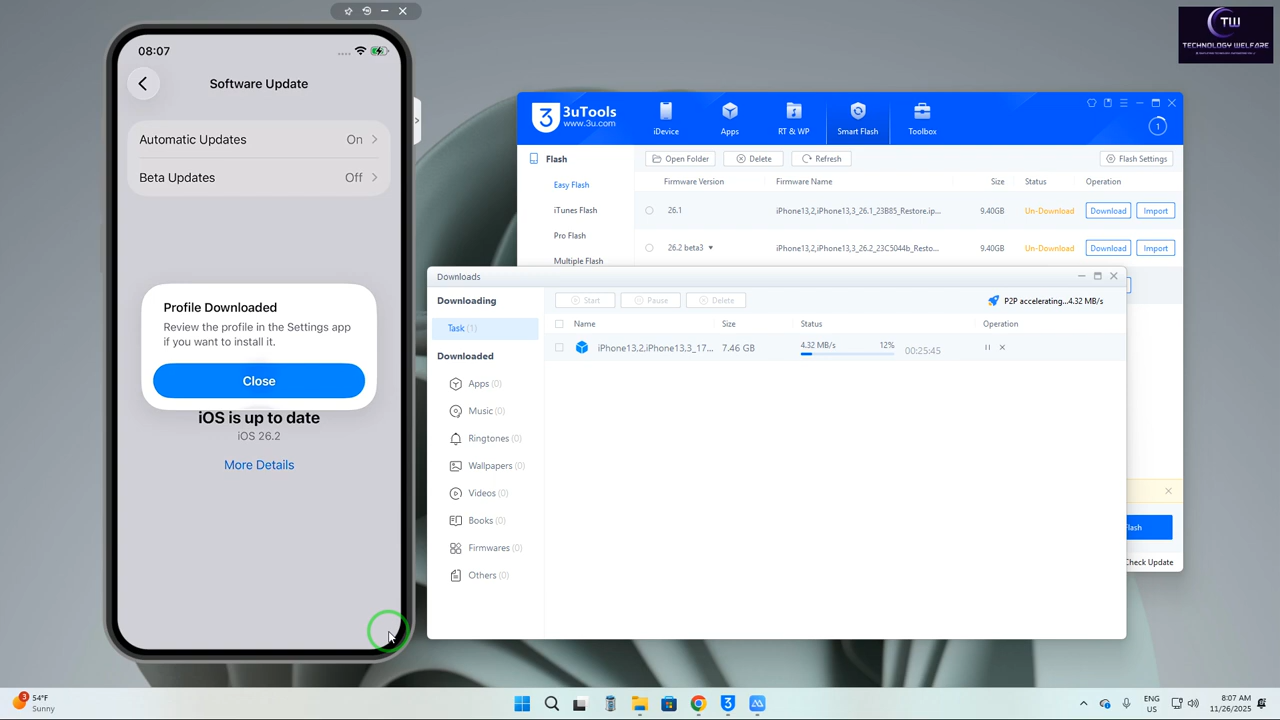 08:07
Software Update
Automatic Updates On
Beta Updates Off
Profile Downloaded
Review the profile in the Settings app
if you want to install it.
Close
iOS is up to date
iOS 26.2
More Details
TW
TECHNOLOGY WELFARE
3 3uTools
www.3u.com
iDevice
Apps
RT & WP
Smart Flash
Toolbox
1
Flash
Easy Flash
iTunes Flash
Pro Flash
Multiple Flash
Open Folder Delete Refresh Flash Settings
Firmware Version Firmware Name Size Status Operation
26.1 iPhone13,2,iPhone13,3_26.1_23B85_Restore.ip... 9.40GB Un-Download Download Import
26.2 beta3 iPhone13,2,iPhone13,3_26.2_23C5044b_Resto... 9.40GB Un-Download Download Import
Flash
Check Update
Downloads
Downloading
Task (1)
Downloaded
Apps (0)
Music (0)
Ringtones (0)
Wallpapers (0)
Videos (0)
Books (0)
Firmwares (0)
Others (0)
Start Pause Delete P2P accelerating...4.32 MB/s
Name Size Status Operation
iPhone13,2,iPhone13,3_17... 7.46 GB 4.32 MB/s 12% 00:25:45
3
54°F
Sunny
3
ENG
US
8:07 AM
11/26/2025